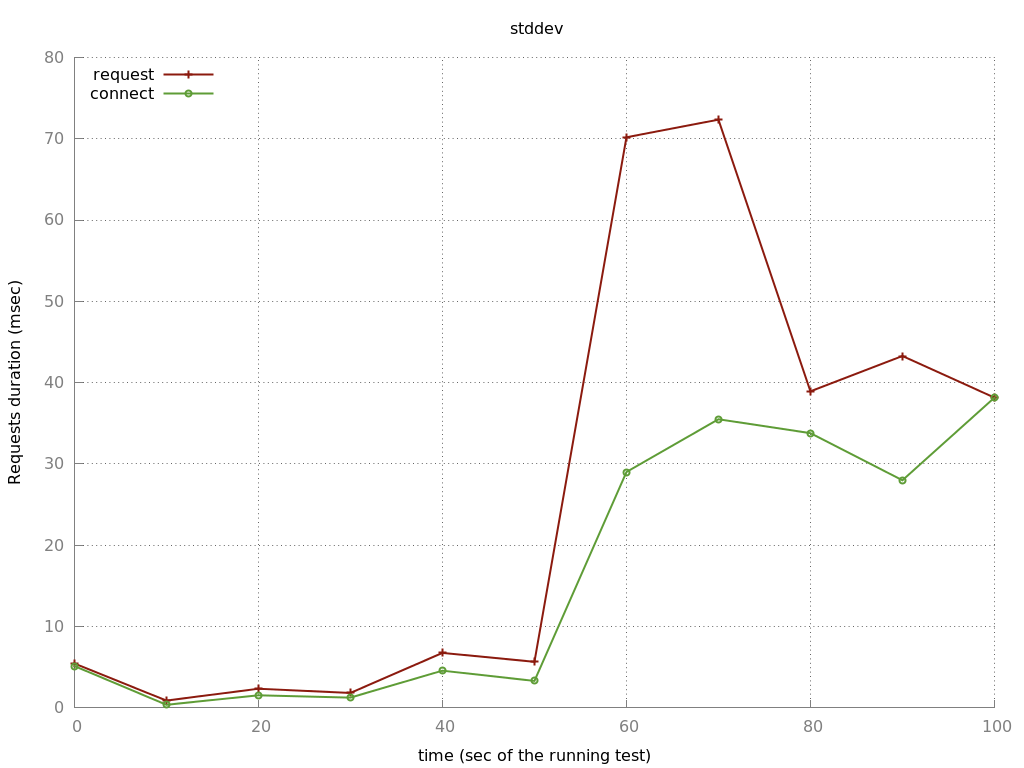 stddev
80
request
connect
70
60
50
40
30
20
10
0
0 20 40 60 80 100
Requests duration (msec)
time (sec of the running test)